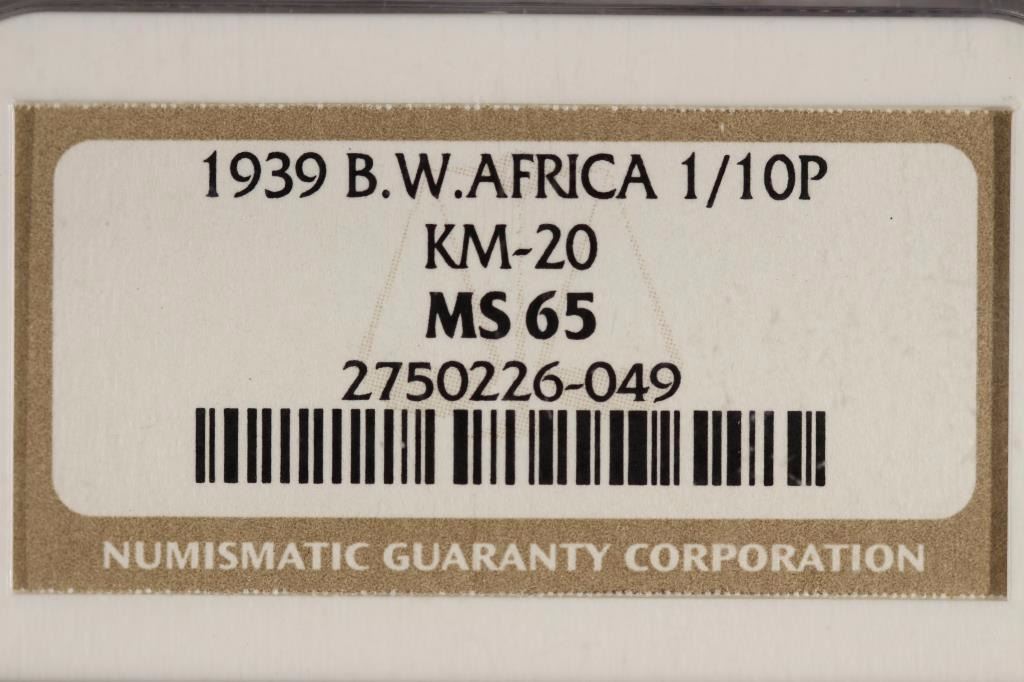 1939 B.W.AFRICA 1/10P
KM-20
MS 65
2750226-049
NUMISMATIC GUARANTY CORPORATION